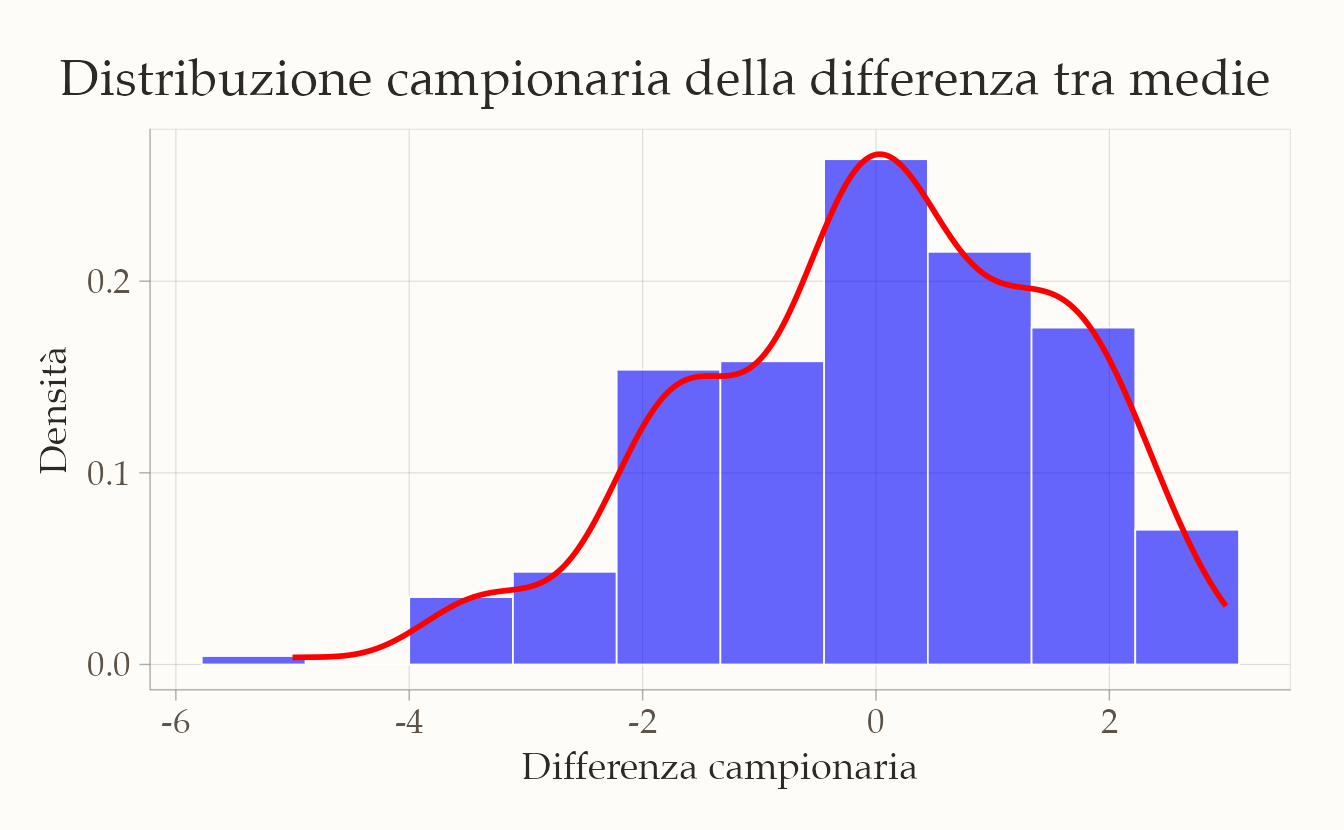 Distribuzione campionaria della differenza tra medie
Densità
0.2
0.1
0.0
-6 -4 -2 0 2
Differenza campionaria